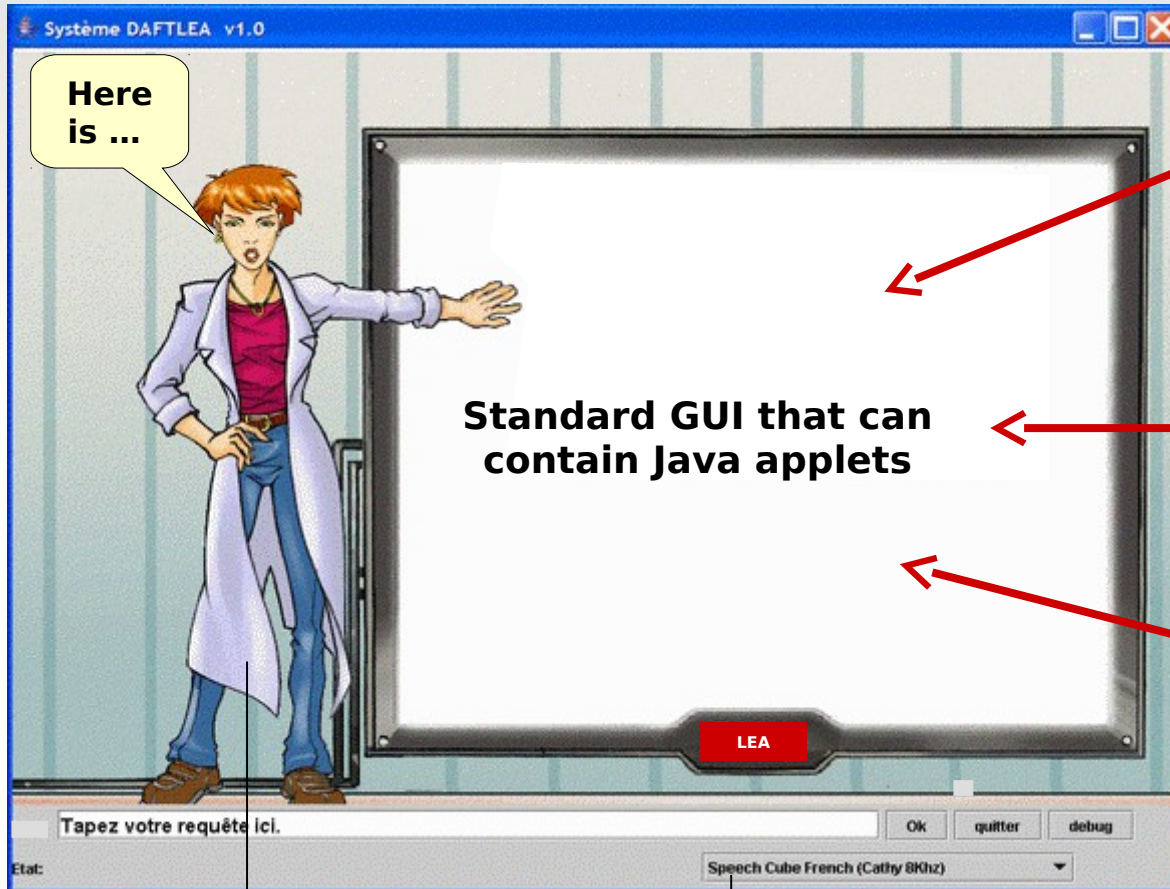 Système DAFTLEA v1.0
Here
is ...
Standard GUI that can
contain Java applets
LEA
Tapez votre requête ici.
Ok
quitter
debug
Etat:
Speech Cube French (Cathy 8Khz)